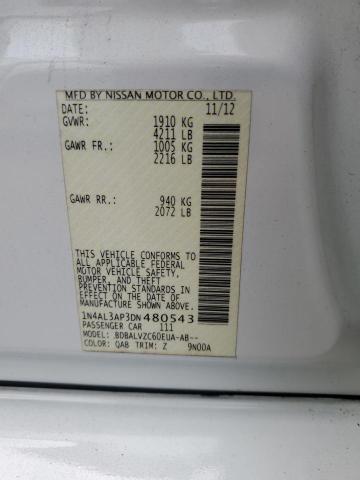 MFD BY NISSAN MOTOR CO., LTD.
DATE: 11/12
GVWR: 1910 KG
4211 LB
GAWR FR.: 1005 KG
2216 LB
GAWR RR.: 940 KG
2072 LB
THIS VEHICLE CONFORMS TO
ALL APPLICABLE FEDERAL
MOTOR VEHICLE SAFETY,
BUMPER, AND THEFT
PREVENTION STANDARDS IN
EFFECT ON THE DATE OF
MANUFACTURE SHOWN ABOVE
1N4AL3AP3DN480543
PASSENGER CAR 111
MODEL: BDBALVZC60EUA-AB--
COLOR: QAB TRIM: Z 9N00A